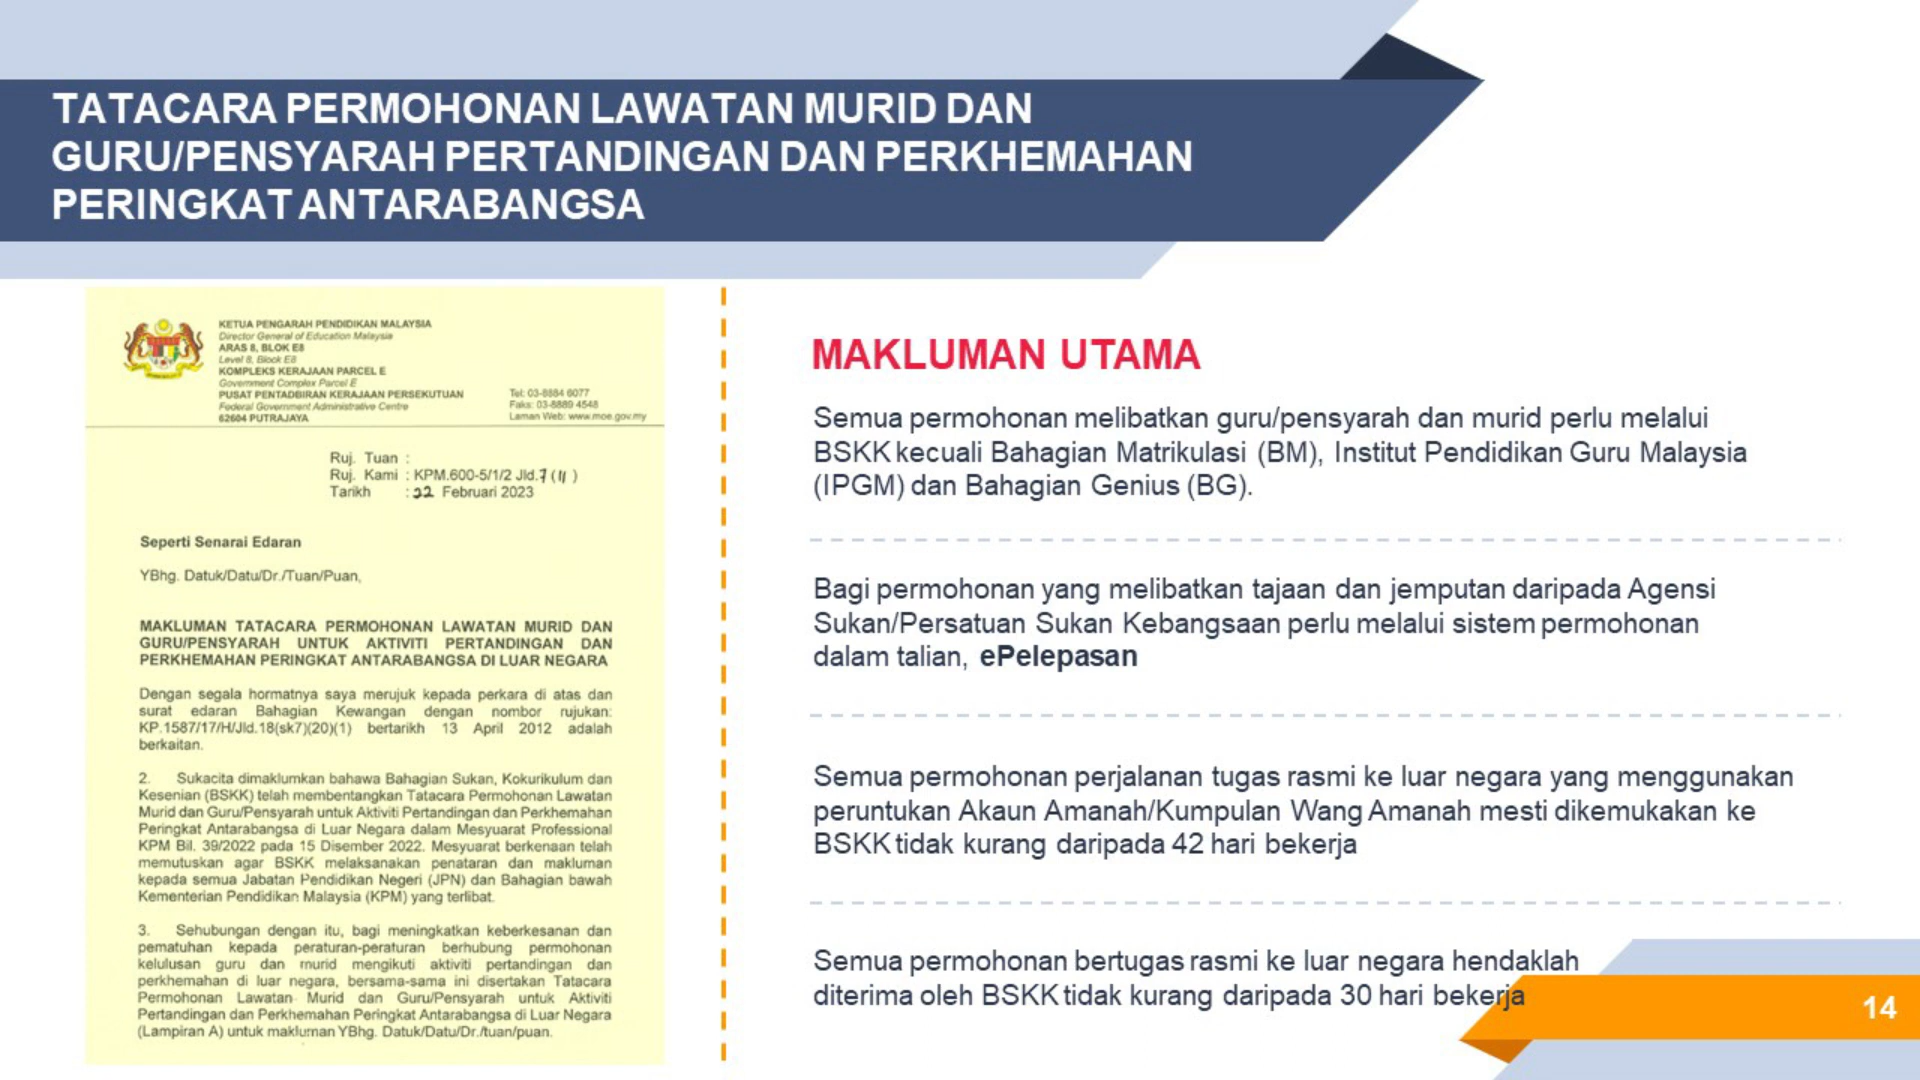 TATACARA PERMOHONAN LAWATAN MURID DAN
GURU/PENSYARAH PERTANDINGAN DAN PERKHEMAHAN
PERINGKAT ANTARABANGSA
KETUA PENGARAH PENDIDIKAN MALAYSIA
Director General of Education Malaysia
ARAS 8, BLOK E8
Level 8, Block E8
KOMPLEKS KERAJAAN PARCEL E
Government Complex Parcel E
PUSAT PENTADBIRAN KERAJAAN PERSEKUTUAN
Federal Government Administrative Centre
62604 PUTRAJAYA
Tel: 03-8884 6077
Faks: 03-8889 4548
Laman Web: www.moe.gov.my
Ruj. Tuan :
Ruj. Kami : KPM.600-5/1/2 Jld.7 (11)
Tarikh : 22 Februari 2023
Seperti Senarai Edaran
YBhg. Datuk/Datu/Dr./Tuan/Puan,
MAKLUMAN TATACARA PERMOHONAN LAWATAN MURID DAN
GURU/PENSYARAH UNTUK AKTIVITI PERTANDINGAN DAN
PERKHEMAHAN PERINGKAT ANTARABANGSA DI LUAR NEGARA
Dengan segala hormatnya saya merujuk kepada perkara di atas dan
surat edaran Bahagian Kewangan dengan nombor rujukan:
KP.1587/17/H/Jld.18(sk7)(20)(1) bertarikh 13 April 2012 adalah
berkaitan.
2. Sukacita dimaklumkan bahawa Bahagian Sukan, Kokurikulum dan
Kesenian (BSKK) telah membentangkan Tatacara Permohonan Lawatan
Murid dan Guru/Pensyarah untuk Aktiviti Pertandingan dan Perkhemahan
Peringkat Antarabangsa di Luar Negara dalam Mesyuarat Professional
KPM Bil. 39/2022 pada 15 Disember 2022. Mesyuarat berkenaan telah
memutuskan agar BSKK melaksanakan penataran dan makluman
kepada semua Jabatan Pendidikan Negeri (JPN) dan Bahagian bawah
Kementerian Pendidikan Malaysia (KPM) yang terlibat.
3. Sehubungan dengan itu, bagi meningkatkan keberkesanan dan
pematuhan kepada peraturan-peraturan berhubung permohonan
kelulusan guru dan murid mengikuti aktiviti pertandingan dan
perkhemahan di luar negara, bersama-sama ini disertakan Tatacara
Permohonan Lawatan Murid dan Guru/Pensyarah untuk Aktiviti
Pertandingan dan Perkhemahan Peringkat Antarabangsa di Luar Negara
(Lampiran A) untuk makluman YBhg. Datuk/Datu/Dr./tuan/puan.
MAKLUMAN UTAMA
Semua permohonan melibatkan guru/pensyarah dan murid perlu melalui
BSKK kecuali Bahagian Matrikulasi (BM), Institut Pendidikan Guru Malaysia
(IPGM) dan Bahagian Genius (BG).
Bagi permohonan yang melibatkan tajaan dan jemputan daripada Agensi
Sukan/Persatuan Sukan Kebangsaan perlu melalui sistem permohonan
dalam talian, ePelepasan
Semua permohonan perjalanan tugas rasmi ke luar negara yang menggunakan
peruntukan Akaun Amanah/Kumpulan Wang Amanah mesti dikemukakan ke
BSKK tidak kurang daripada 42 hari bekerja
Semua permohonan bertugas rasmi ke luar negara hendaklah
diterima oleh BSKK tidak kurang daripada 30 hari bekerja
14